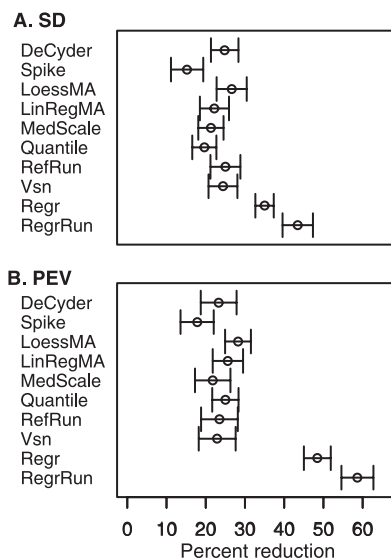 A. SD
DeCyder
Spike
LoessMA
LinRegMA
MedScale
Quantile
RefRun
Vsn
Regr
RegrRun
B. PEV
DeCyder
Spike
LoessMA
LinRegMA
MedScale
Quantile
RefRun
Vsn
Regr
RegrRun
0 10 20 30 40 50 60
Percent reduction